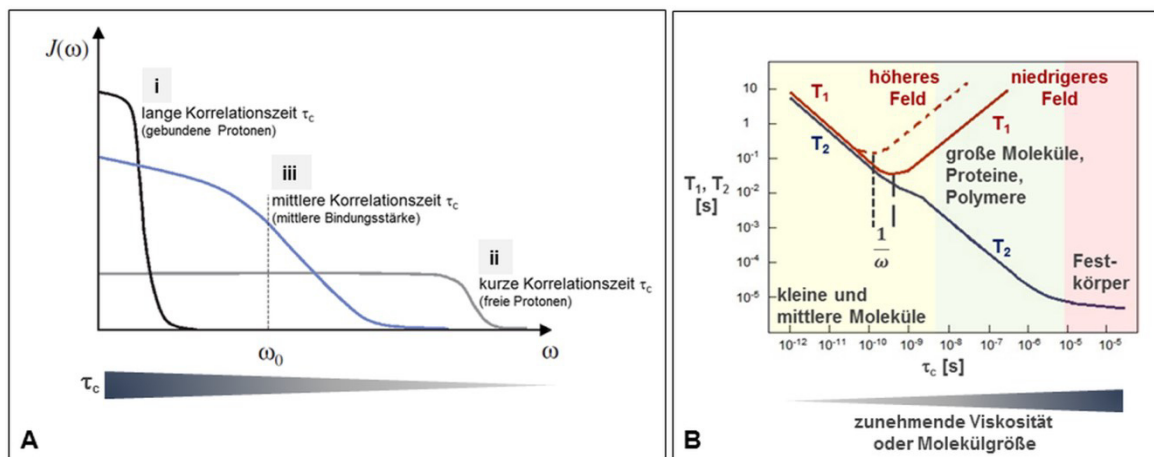 J(ω)
i
lange Korrelationszeit τc
(gebundene Protonen)
iii
mittlere Korrelationszeit τc
(mittlere Bindungsstärke)
ii
kurze Korrelationszeit τc
(freie Protonen)
ω0
ω
τc
A
höheres
Feld
niedrigeres
Feld
T1
T1
T2
T2
große Moleküle,
Proteine,
Polymere
T1, T2
[s]
10
1
10-1
10-2
10-3
10-4
10-5
1
ω
Fest-
körper
kleine und
mittlere Moleküle
10-12 10-11 10-10 10-9 10-8 10-7 10-6 10-5 10-5
τc [s]
zunehmende Viskosität
oder Molekülgröße
B